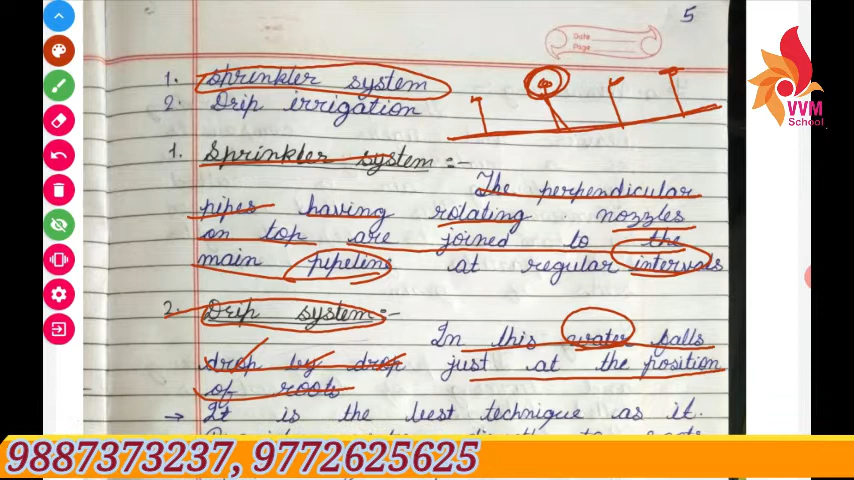 5
Date
Page
VVM
School
1. Sprinkler system
2. Drip irrigation
1. Sprinkler system :-
The perpendicular
pipes having rotating nozzles
on top are joined to the
main pipeline at regular intervals
2. Drip system:-
In this water falls
drop by drop just at the position
of roots
→ It is the best technique as it.
9887373237, 9772625625